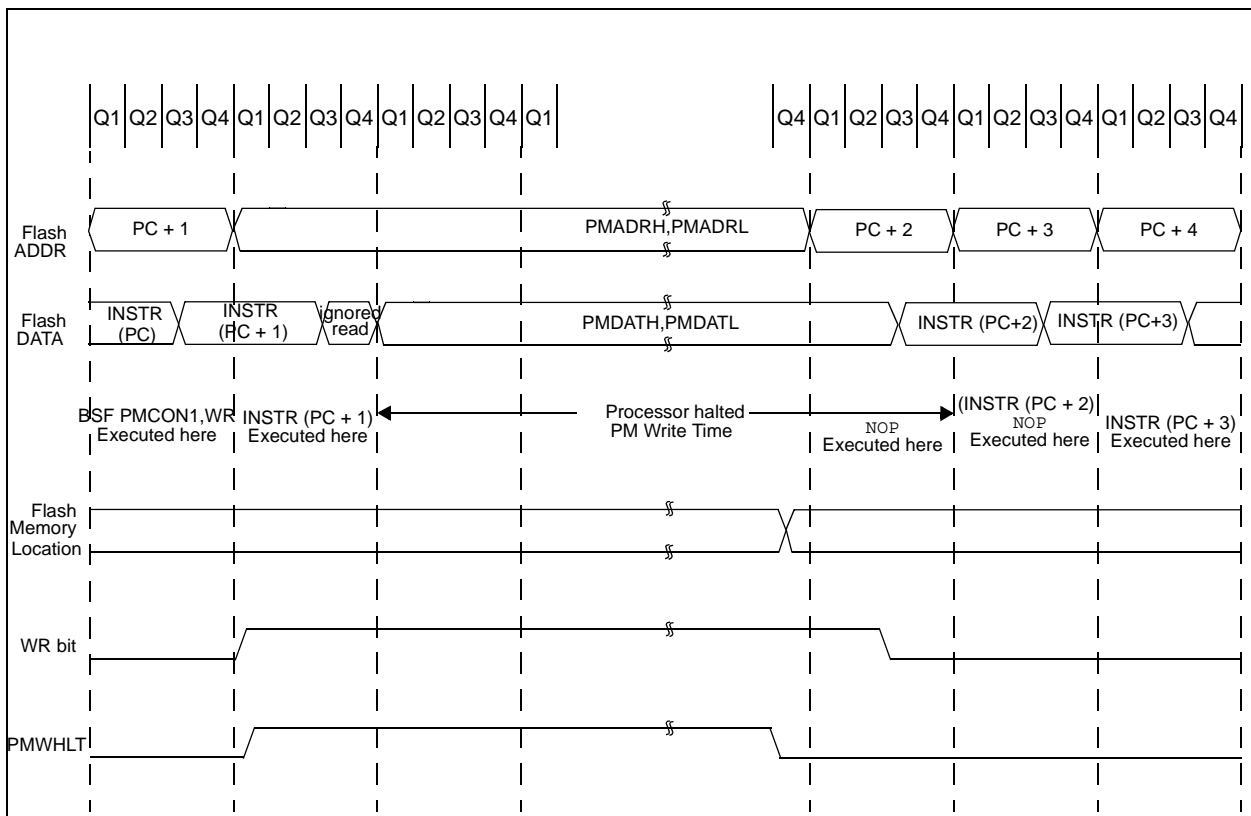 Q1 Q2 Q3 Q4 Q1 Q2 Q3 Q4 Q1 Q2 Q3 Q4 Q1 Q4 Q1 Q2 Q3 Q4 Q1 Q2 Q3 Q4 Q1 Q2 Q3 Q4
Flash
ADDR
PC + 1
PMADRH,PMADRL
PC + 2
PC + 3
PC + 4
Flash
DATA
INSTR
(PC)
INSTR
(PC + 1)
ignored
read
PMDATH,PMDATL
INSTR (PC+2)
INSTR (PC+3)
BSF PMCON1,WR
Executed here
INSTR (PC + 1)
Executed here
Processor halted
PM Write Time
NOP
Executed here
(INSTR (PC + 2)
NOP
Executed here
INSTR (PC + 3)
Executed here
Flash
Memory
Location
WR bit
PMWHLT